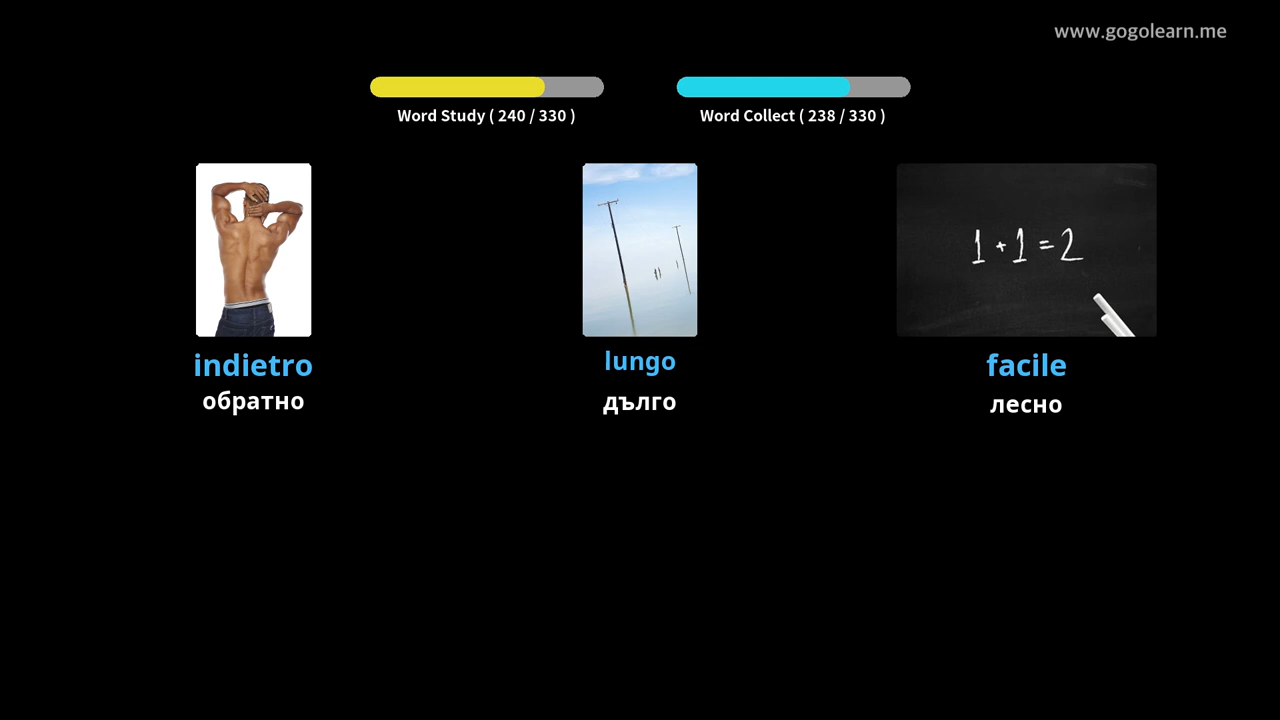 www.gogolearn.me
Word Study ( 240 / 330 )
Word Collect ( 238 / 330 )
1 + 1 = 2
indietro
обратно
lungo
дълго
facile
лесно